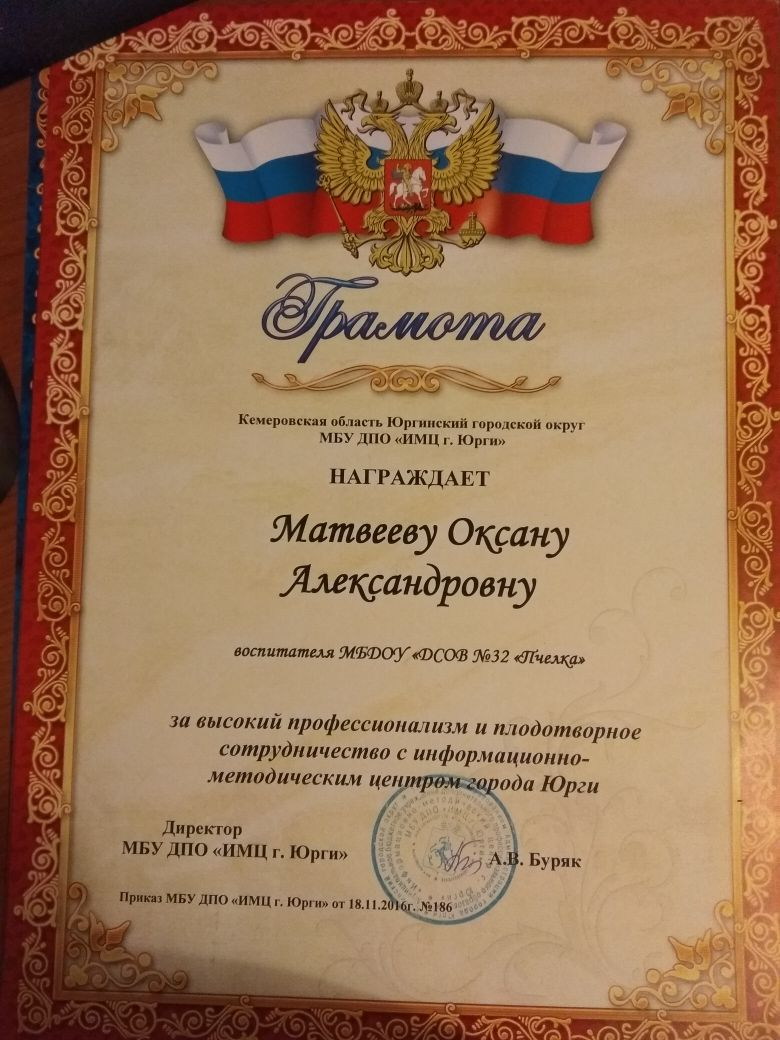 Грамота
Кемеровская область Юргинский городской округ
МБУ ДПО «ИМЦ г. Юрги»
НАГРАЖДАЕТ
Матвееву Оксану
Александровну
воспитателя МБДОУ «ДСОВ №32 «Пчелка»
за высокий профессионализм и плодотворное
сотрудничество с информационно-
методическим центром города Юрги
Директор
МБУ ДПО «ИМЦ г. Юрги»
А.В. Буряк
Приказ МБУ ДПО «ИМЦ г. Юрги» от 18.11.2016г. №186